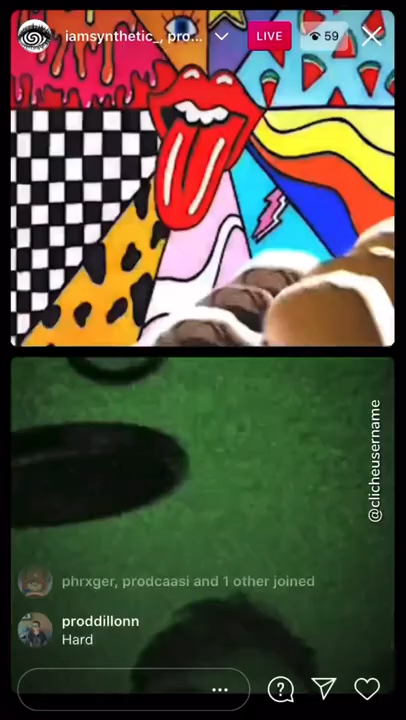 iamsynthetic_, pro...
LIVE
59
@clicheusername
phrxger, prodcaasi and 1 other joined
proddillonn
Hard